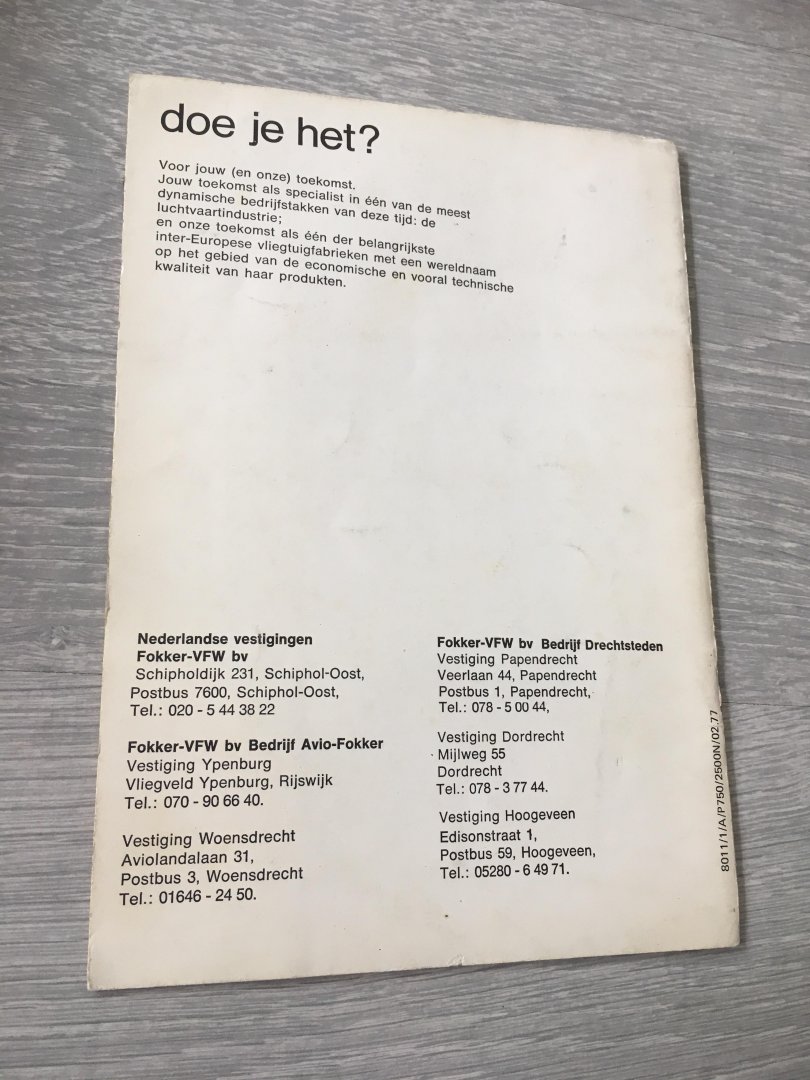 doe je het?
Voor jouw (en onze) toekomst.
Jouw toekomst als specialist in één van de meest
dynamische bedrijfstakken van deze tijd: de
luchtvaartindustrie;
en onze toekomst als één der belangrijkste
inter-Europese vliegtuigfabrieken met een wereldnaam
op het gebied van de economische en vooral technische
kwaliteit van haar produkten.
Nederlandse vestigingen
Fokker-VFW bv
Schipholdijk 231, Schiphol-Oost,
Postbus 7600, Schiphol-Oost,
Tel.: 020 - 5 44 38 22
Fokker-VFW bv Bedrijf Avio-Fokker
Vestiging Ypenburg
Vliegveld Ypenburg, Rijswijk
Tel.: 070 - 90 66 40.
Vestiging Woensdrecht
Aviolandalaan 31,
Postbus 3, Woensdrecht
Tel.: 01646 - 24 50.
Fokker-VFW bv Bedrijf Drechtsteden
Vestiging Papendrecht
Veerlaan 44, Papendrecht
Postbus 1, Papendrecht,
Tel.: 078 - 5 00 44,
Vestiging Dordrecht
Mijlweg 55
Dordrecht
Tel.: 078 - 3 77 44.
Vestiging Hoogeveen
Edisonstraat 1,
Postbus 59, Hoogeveen,
Tel.: 05280 - 6 49 71.
8011/1/A/P750/2500N/02.77